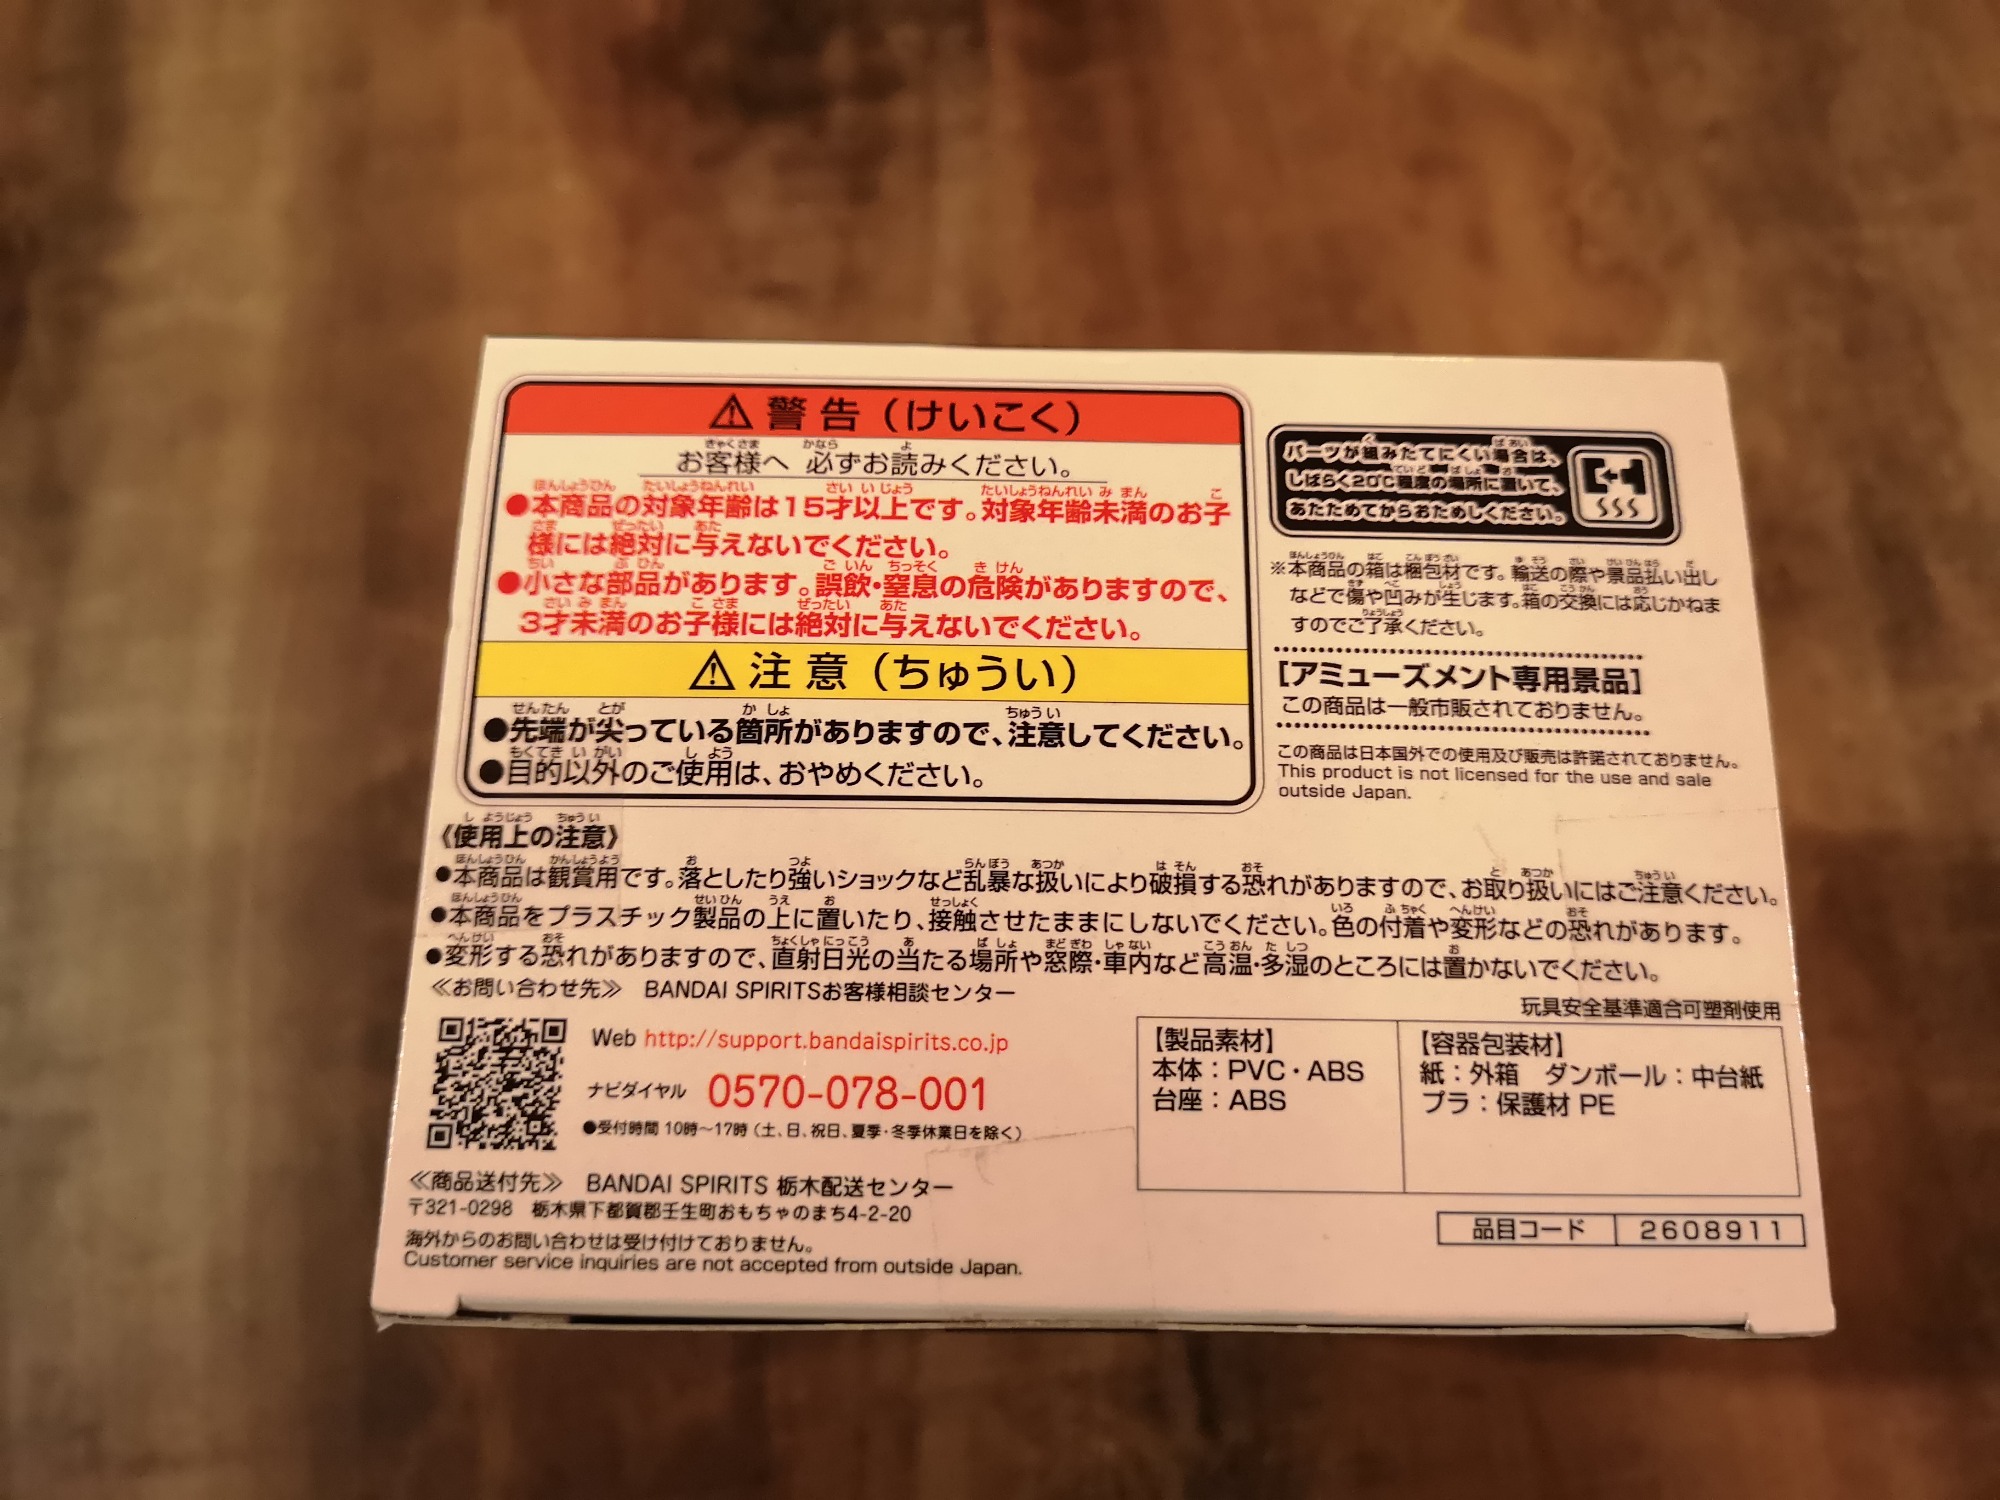 ⚠ 警告（けいこく）
お客様へ 必ずお読みください。
●本商品の対象年齢は15才以上です。対象年齢未満のお子
様には絶対に与えないでください。
●小さな部品があります。誤飲・窒息の危険がありますので、
3才未満のお子様には絶対に与えないでください。
⚠ 注意（ちゅうい）
●先端が尖っている箇所がありますので、注意してください。
●目的以外のご使用は、おやめください。
パーツが組みたてにくい場合は、
しばらく20℃程度の場所に置いて、
あたためてからおためしください。
※本商品の箱は梱包材です。輸送の際や景品払い出し
などで傷や凹みが生じます。箱の交換には応じかねま
すのでご了承ください。
［アミューズメント専用景品］
この商品は一般市販されておりません。
この商品は日本国外での使用及び販売は許諾されておりません。
This product is not licensed for the use and sale
outside Japan.
《使用上の注意》
●本商品は観賞用です。落としたり強いショックなど乱暴な扱いにより破損する恐れがありますので、お取り扱いにはご注意ください。
●本商品をプラスチック製品の上に置いたり、接触させたままにしないでください。色の付着や変形などの恐れがあります。
●変形する恐れがありますので、直射日光の当たる場所や窓際・車内など高温・多湿のところには置かないでください。
≪お問い合わせ先≫ BANDAI SPIRITSお客様相談センター
Web http://support.bandaispirits.co.jp
ナビダイヤル 0570-078-001
●受付時間 10時～17時（土、日、祝日、夏季・冬季休業日を除く）
≪商品送付先≫ BANDAI SPIRITS 栃木配送センター
〒321-0298 栃木県下都賀郡壬生町おもちゃのまち4-2-20
海外からのお問い合わせは受け付けておりません。
Customer service inquiries are not accepted from outside Japan.
玩具安全基準適合可塑剤使用
【製品素材】
本体：PVC・ABS
台座：ABS
【容器包装材】
紙：外箱 ダンボール：中台紙
プラ：保護材 PE
品目コード 2608911